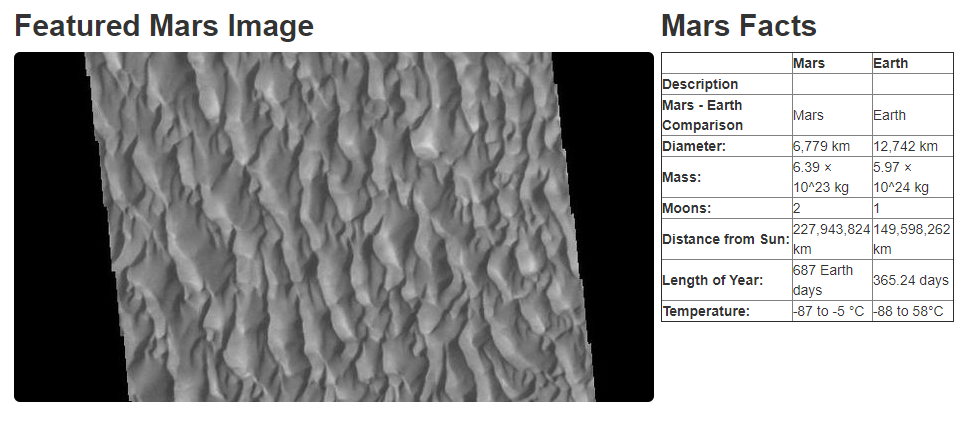 Featured Mars Image
Mars Facts
Mars Earth
Description
Mars - Earth
Comparison Mars Earth
Diameter: 6,779 km 12,742 km
Mass: 6.39 ×
10^23 kg 5.97 ×
10^24 kg
Moons: 2 1
Distance from Sun: 227,943,824
km 149,598,262
km
Length of Year: 687 Earth
days 365.24 days
Temperature: -87 to -5 °C -88 to 58°C